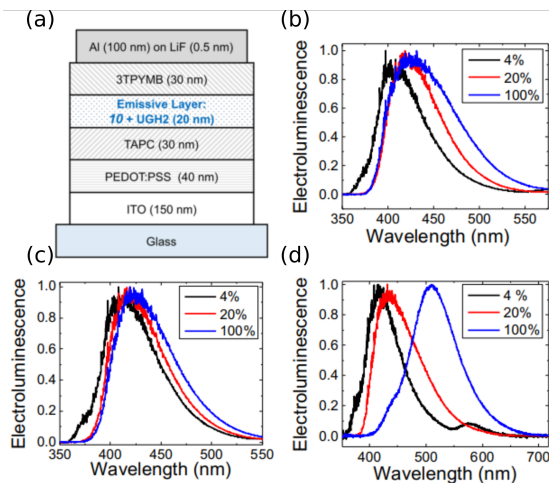 (a)
Al (100 nm) on LiF (0.5 nm)
3TPYMB (30 nm)
Emissive Layer:
10 + UGH2 (20 nm)
TAPC (30 nm)
PEDOT:PSS (40 nm)
ITO (150 nm)
Glass
(b)
Electroluminescence
1.0
0.8
0.6
0.4
0.2
0.0
4%
20%
100%
350 400 450 500 550
Wavelength (nm)
(c)
Electroluminescence
1.0
0.8
0.6
0.4
0.2
0.0
4%
20%
100%
350 400 450 500 550
Wavelength (nm)
(d)
Electroluminescence
1.0
0.8
0.6
0.4
0.2
0.0
4 %
20%
100%
400 500 600 700
Wavelength (nm)